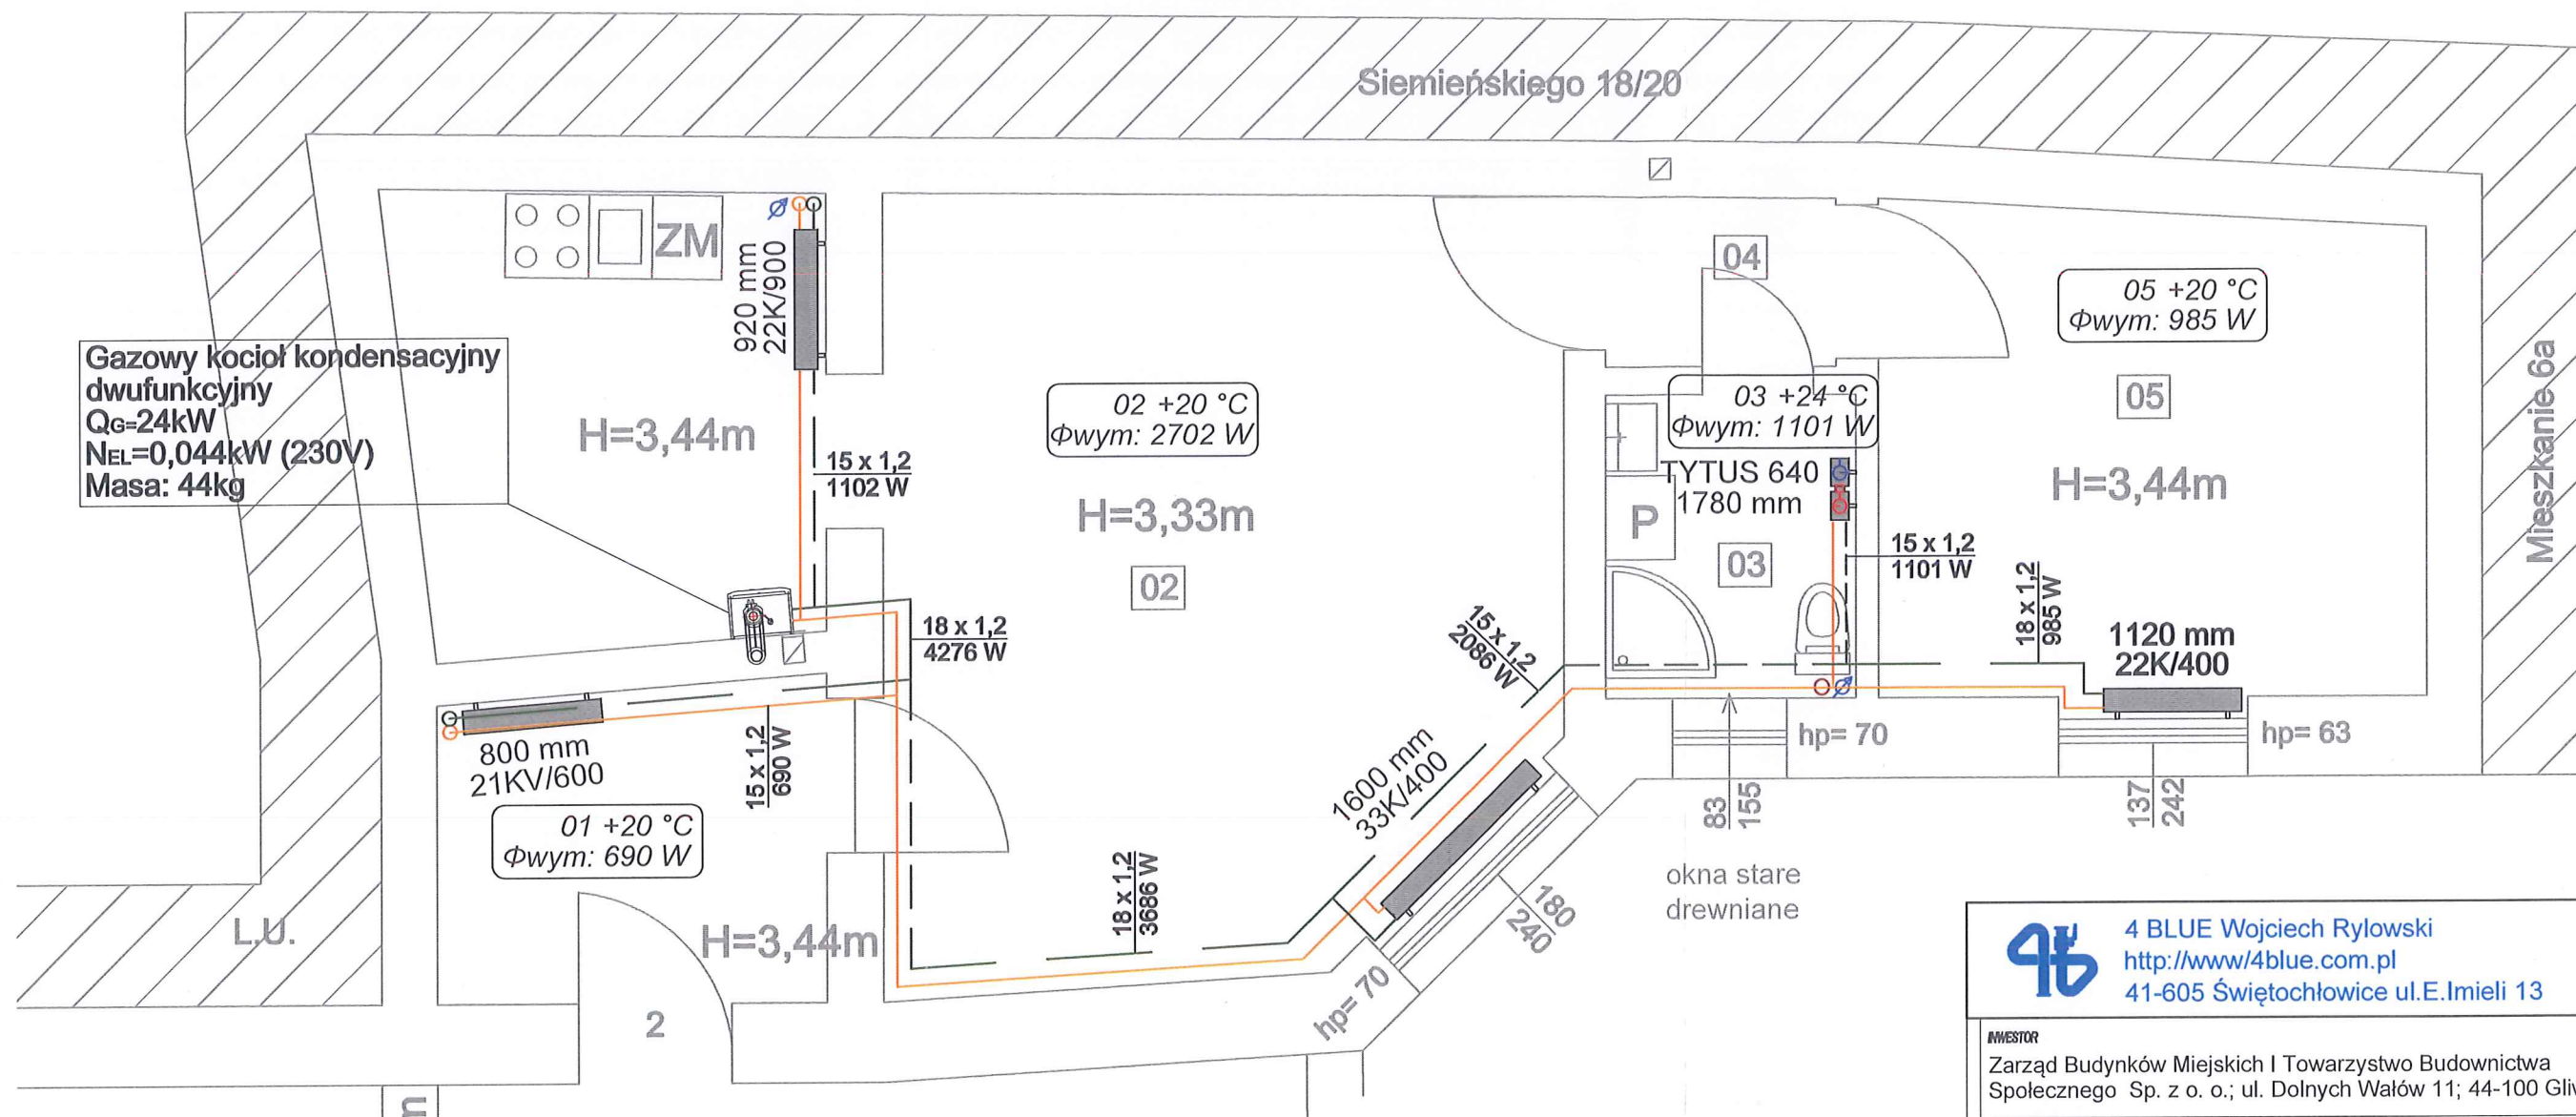 Siemieńskiego 18/20
ZM
920 mm
22K/900
04
05 +20 °C
Φwym: 985 W
Gazowy kocioł kondensacyjny
dwufunkcyjny
QG=24kW
NEL=0,044kW (230V)
Masa: 44kg
H=3,44m
15 x 1,2
1102 W
02 +20 °C
Φwym: 2702 W
H=3,33m
02
03 +24 °C
Φwym: 1101 W
TYTUS 640
1780 mm
P
03
05
H=3,44m
Mieszkanie 6a
15 x 1,2
1101 W
18 x 1,2
985 W
1120 mm
22K/400
18 x 1,2
4276 W
15 x 1,2
2086 W
800 mm
21KV/600
15 x 1,2
690 W
01 +20 °C
Φwym: 690 W
1600 mm
33K/400
hp= 70
hp= 63
83
155
137
242
okna stare
drewniane
180
240
18 x 1,2
3686 W
L.U.
H=3,44m
hp= 70
2
4b
4 BLUE Wojciech Rylowski
http://www/4blue.com.pl
41-605 Świętochłowice ul.E.Imieli 13
INWESTOR
Zarząd Budynków Miejskich I Towarzystwo Budownictwa
Społecznego Sp. z o. o.; ul. Dolnych Wałów 11; 44-100 Gliw